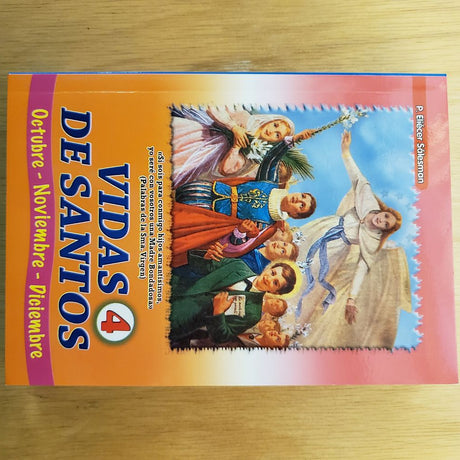 P. Eliécer Sálesman
«Si sois para conmigo hijos amantísimos,
yo seré con vosotros una Madre Bondadosa»
(Palabras de la Sma. Virgen)
VIDAS 4
DE SANTOS
Octubre - Noviembre - Diciembre